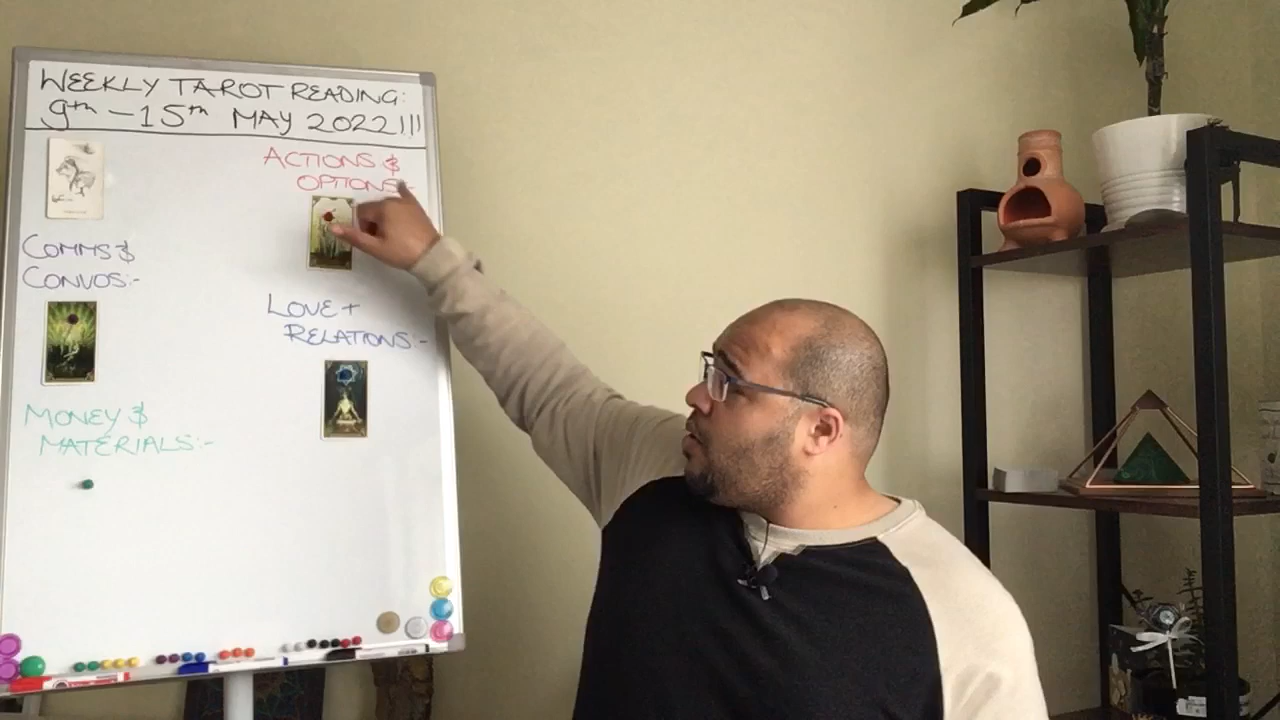 WEEKLY TAROT READING:
9th - 15th MAY 2022!!!
ACTIONS &
OPTIONS:-
COMMS &
CONVOS:-
LOVE +
RELATIONS:-
MONEY &
MATERIALS:-